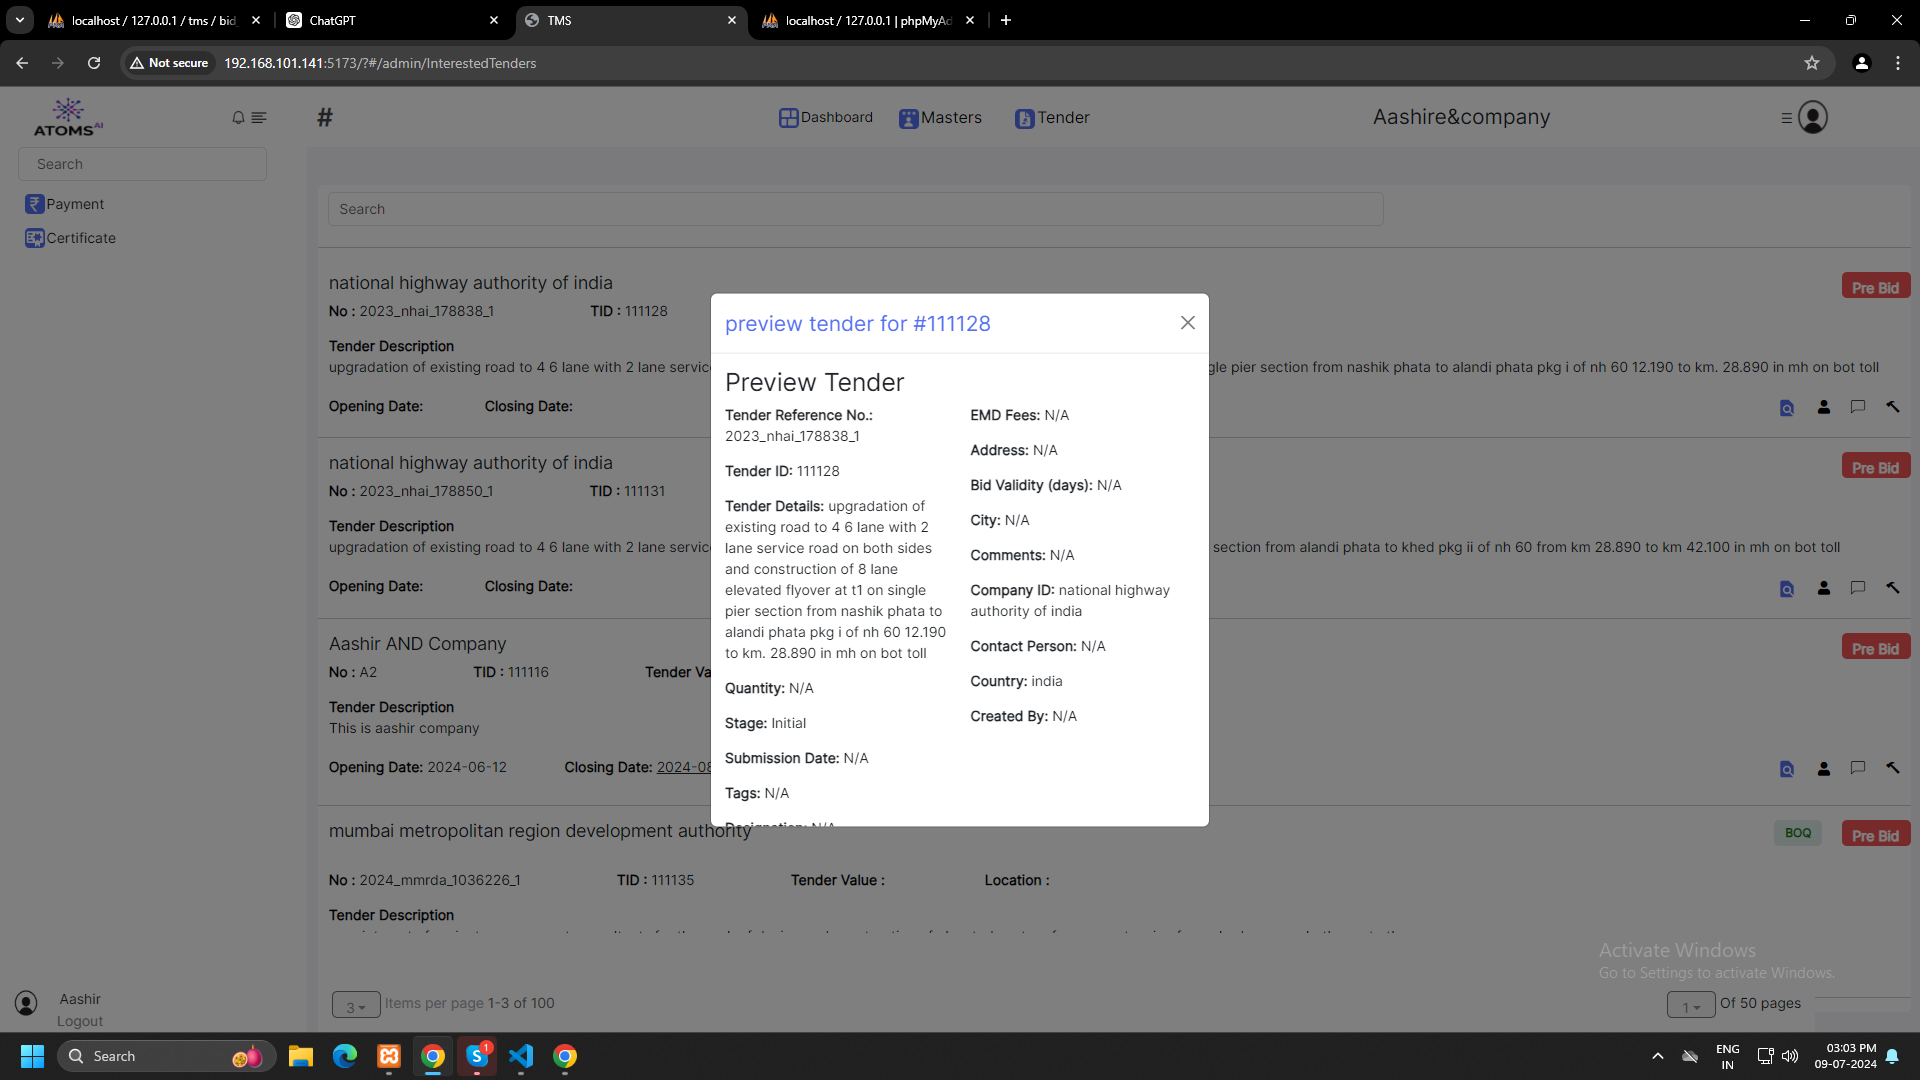 localhost / 127.0.0.1 / tms / bid
ChatGPT
TMS
localhost / 127.0.0.1 | phpMyAd
Not secure
192.168.101.141:5173/?#/admin/InterestedTenders
ATOMS AI
#
Dashboard
Masters
Tender
Aashire&company
Search
Payment
Certificate
Search
national highway authority of india
Pre Bid
No : 2023_nhai_178838_1
TID : 111128
Tender Description
upgradation of existing road to 4 6 lane with 2 lane servic
gle pier section from nashik phata to alandi phata pkg i of nh 60 12.190 to km. 28.890 in mh on bot toll
Opening Date:
Closing Date:
national highway authority of india
Pre Bid
No : 2023_nhai_178850_1
TID : 111131
Tender Description
upgradation of existing road to 4 6 lane with 2 lane servic
section from alandi phata to khed pkg ii of nh 60 from km 28.890 to km 42.100 in mh on bot toll
Opening Date:
Closing Date:
Aashir AND Company
Pre Bid
No : A2
TID : 111116
Tender Va
Tender Description
This is aashir company
Opening Date: 2024-06-12
Closing Date: 2024-08
mumbai metropolitan region development authority
BOQ
Pre Bid
No : 2024_mmrda_1036226_1
TID : 111135
Tender Value :
Location :
Tender Description
3
Items per page 1-3 of 100
1
Of 50 pages
preview tender for #111128
Preview Tender
Tender Reference No.:
2023_nhai_178838_1
Tender ID: 111128
Tender Details: upgradation of
existing road to 4 6 lane with 2
lane service road on both sides
and construction of 8 lane
elevated flyover at t1 on single
pier section from nashik phata to
alandi phata pkg i of nh 60 12.190
to km. 28.890 in mh on bot toll
Quantity: N/A
Stage: Initial
Submission Date: N/A
Tags: N/A
Designation: N/A
EMD Fees: N/A
Address: N/A
Bid Validity (days): N/A
City: N/A
Comments: N/A
Company ID: national highway
authority of india
Contact Person: N/A
Country: india
Created By: N/A
Activate Windows
Go to Settings to activate Windows.
Aashir
Logout
Search
1
ENG
IN
03:03 PM
09-07-2024